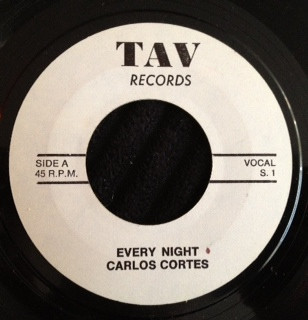 TAV
RECORDS
SIDE A
45 R.P.M.
VOCAL
S. 1
EVERY NIGHT
CARLOS CORTES